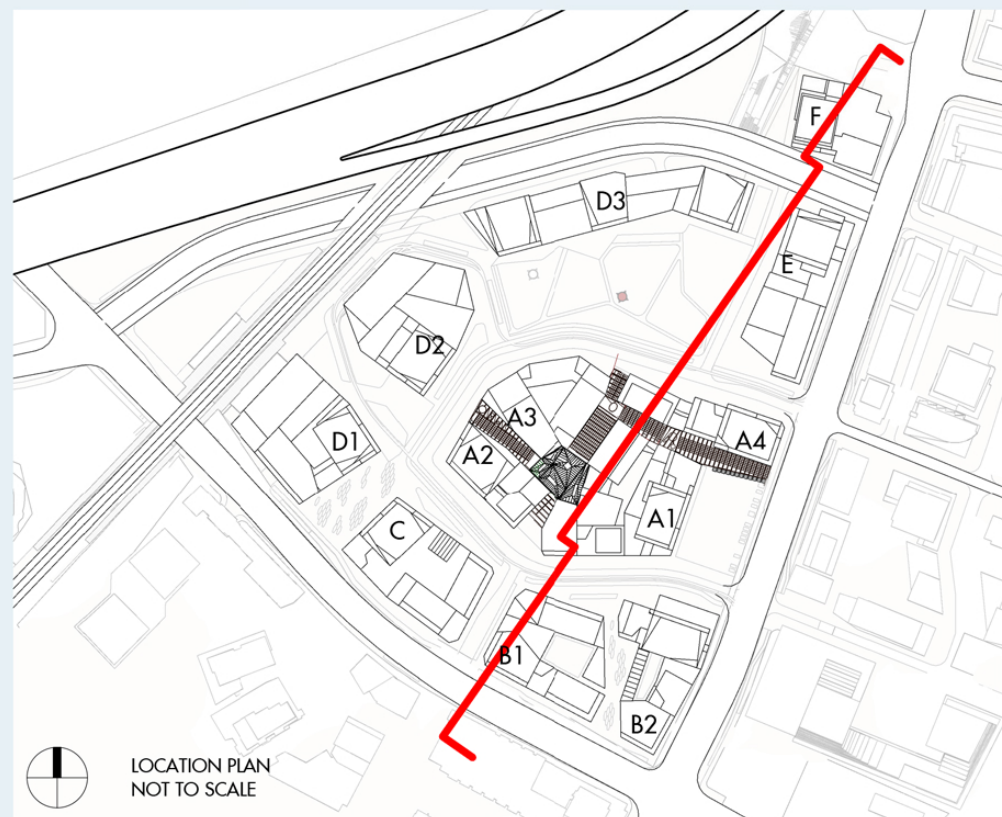 F
D3
E
D2
A3
A4
D1
A2
A1
C
B1
B2
LOCATION PLAN
NOT TO SCALE